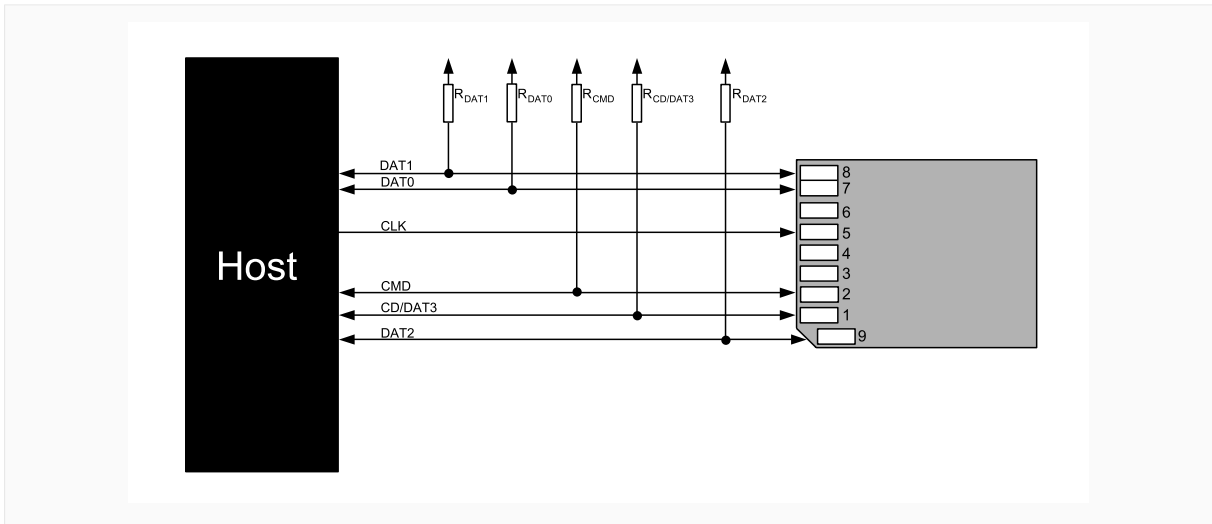 RDAT1 RDAT0 RCMD RCD/DAT3 RDAT2
DAT1
8
DAT0
7
6
CLK
5
Host
4
3
CMD
2
CD/DAT3
1
DAT2
9